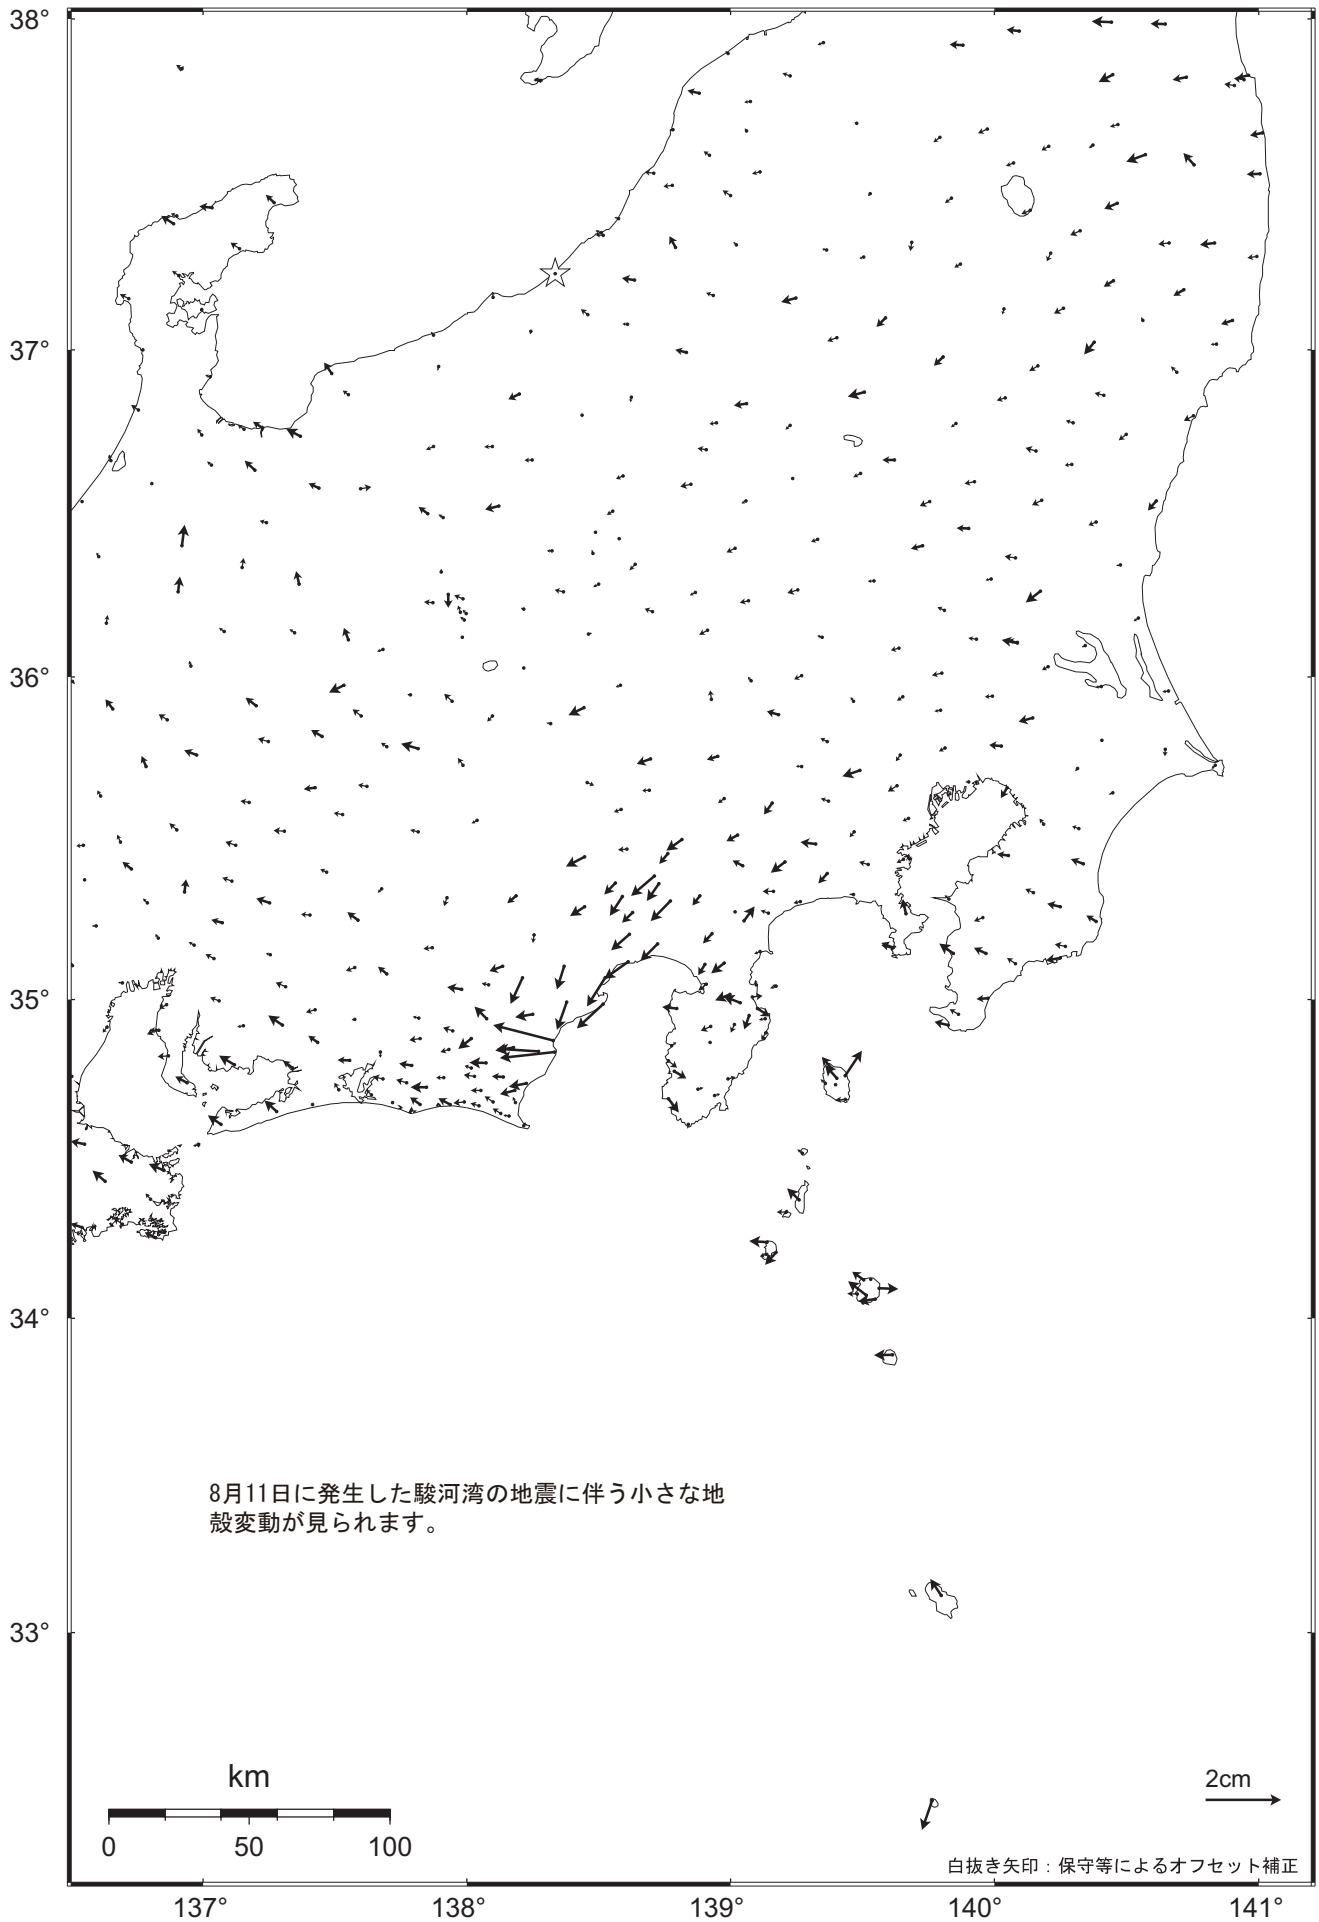 38°
37°
36°
35°
34°
33°
8月11日に発生した駿河湾の地震に伴う小さな地
殻変動が見られます。
km
0 50 100
2cm
白抜き矢印：保守等によるオフセット補正
137° 138° 139° 140° 141°